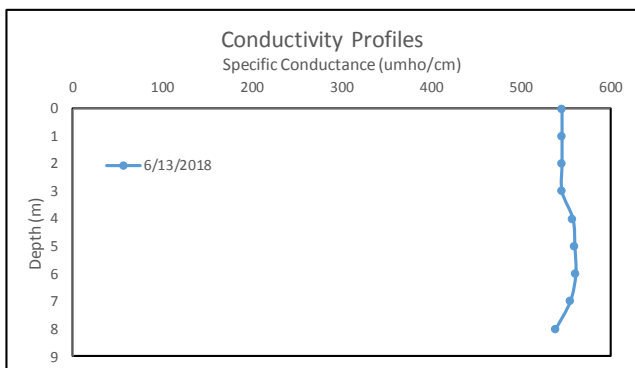 Conductivity Profiles
Specific Conductance (umho/cm)
0 100 200 300 400 500 600
0
1
2
3
4
5
6
7
8
9
Depth (m)
6/13/2018